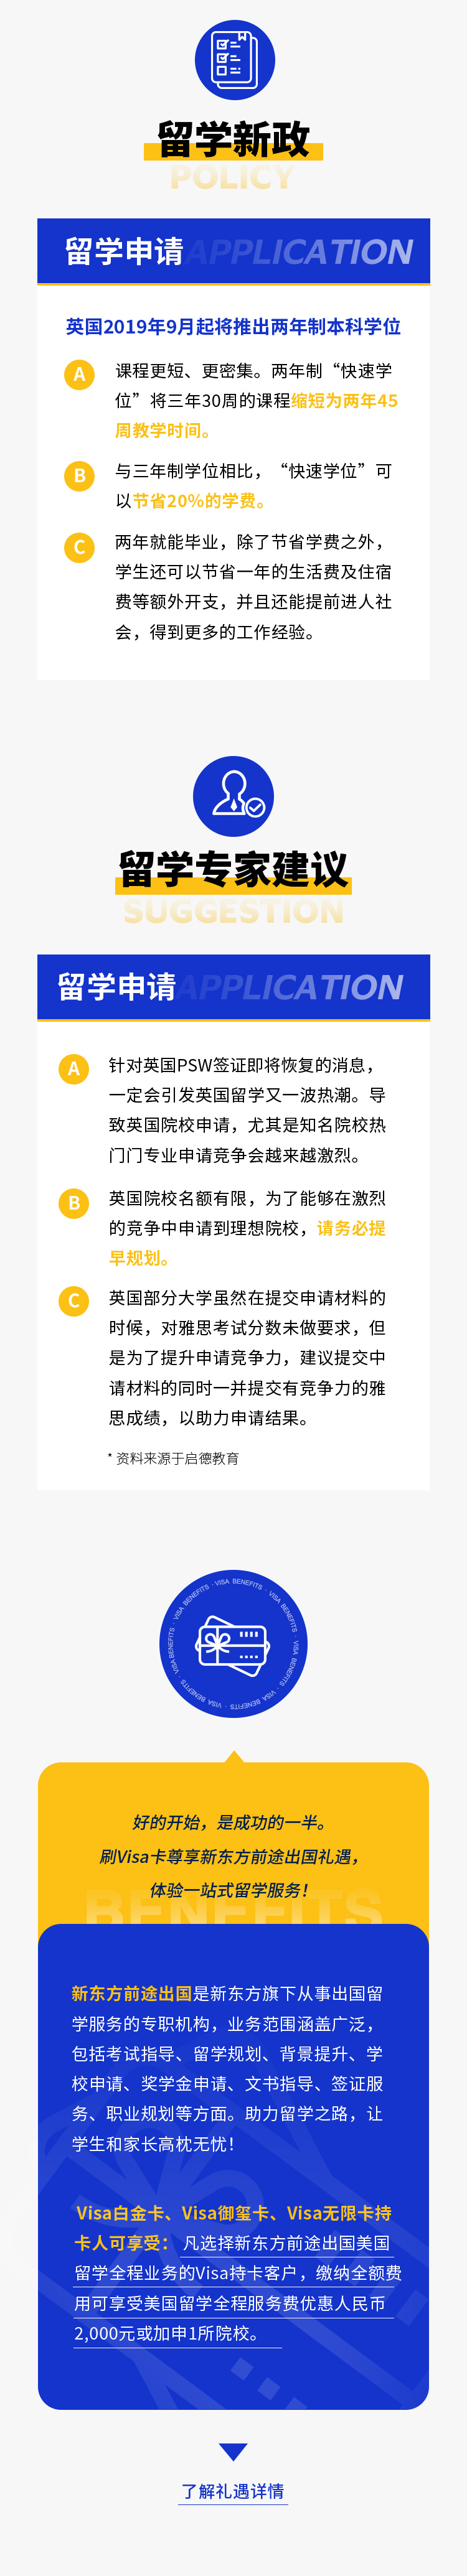 留学新政
POLICY
留学申请APPLICATION
英国2019年9月起将推出两年制本科学位
A
课程更短、更密集。两年制“快速学
位”将三年30周的课程缩短为两年45
周教学时间。
B
与三年制学位相比，“快速学位”可
以节省20%的学费。
C
两年就能毕业，除了节省学费之外，
学生还可以节省一年的生活费及住宿
费等额外开支，并且还能提前进人社
会，得到更多的工作经验。
留学专家建议
SUGGESTION
留学申请APPLICATION
A
针对英国PSW签证即将恢复的消息，
一定会引发英国留学又一波热潮。导
致英国院校申请，尤其是知名院校热
门门专业申请竞争会越来越激烈。
B
英国院校名额有限，为了能够在激烈
的竞争中申请到理想院校，请务必提
早规划。
C
英国部分大学虽然在提交申请材料的
时候，对雅思考试分数未做要求，但
是为了提升申请竞争力，建议提交申
请材料的同时一并提交有竞争力的雅
思成绩，以助力申请结果。
* 资料来源于启德教育
VISA BENEFITS · VISA BENEFITS · VISA BENEFITS · VISA BENEFITS · VISA BENEFITS · VISA BENEFITS · VISA BENEFITS
好的开始，是成功的一半。
刷Visa卡尊享新东方前途出国礼遇，
体验一站式留学服务！
BENEFITS
新东方前途出国是新东方旗下从事出国留
学服务的专职机构，业务范围涵盖广泛，
包括考试指导、留学规划、背景提升、学
校申请、奖学金申请、文书指导、签证服
务、职业规划等方面。助力留学之路，让
学生和家长高枕无忧！
Visa白金卡、Visa御玺卡、Visa无限卡持
卡人可享受：凡选择新东方前途出国美国
留学全程业务的Visa持卡客户，缴纳全额费
用可享受美国留学全程服务费优惠人民币
2,000元或加申1所院校。
了解礼遇详情